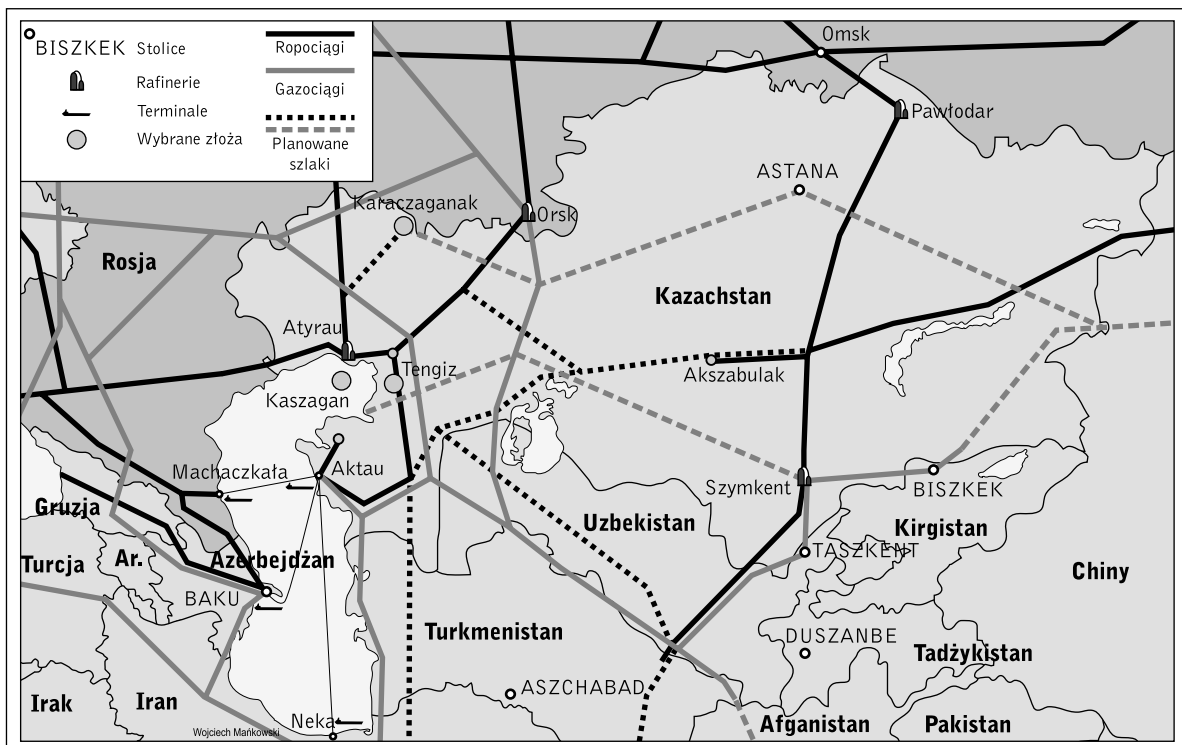 BISZKEK Stolice
Rafinerie
Terminale
Wybrane złoża
Ropociągi
Gazociągi
Planowane
szlaki
Omsk
Pawłodar
ASTANA
Karaczaganak
Orsk
Rosja
Kazachstan
Atyrau
Tengiz
Akszabulak
Kaszagan
Machaczkała
Aktau
Szymkent
BISZKEK
Gruzja
Uzbekistan
Kirgistan
Turcja
Ar.
Azerbejdżan
TASZKENT
Chiny
BAKU
Turkmenistan
DUSZANBE
Tadżykistan
Irak
Iran
ASZCHABAD
Neka
Afganistan
Pakistan
Wojciech Mańkowski